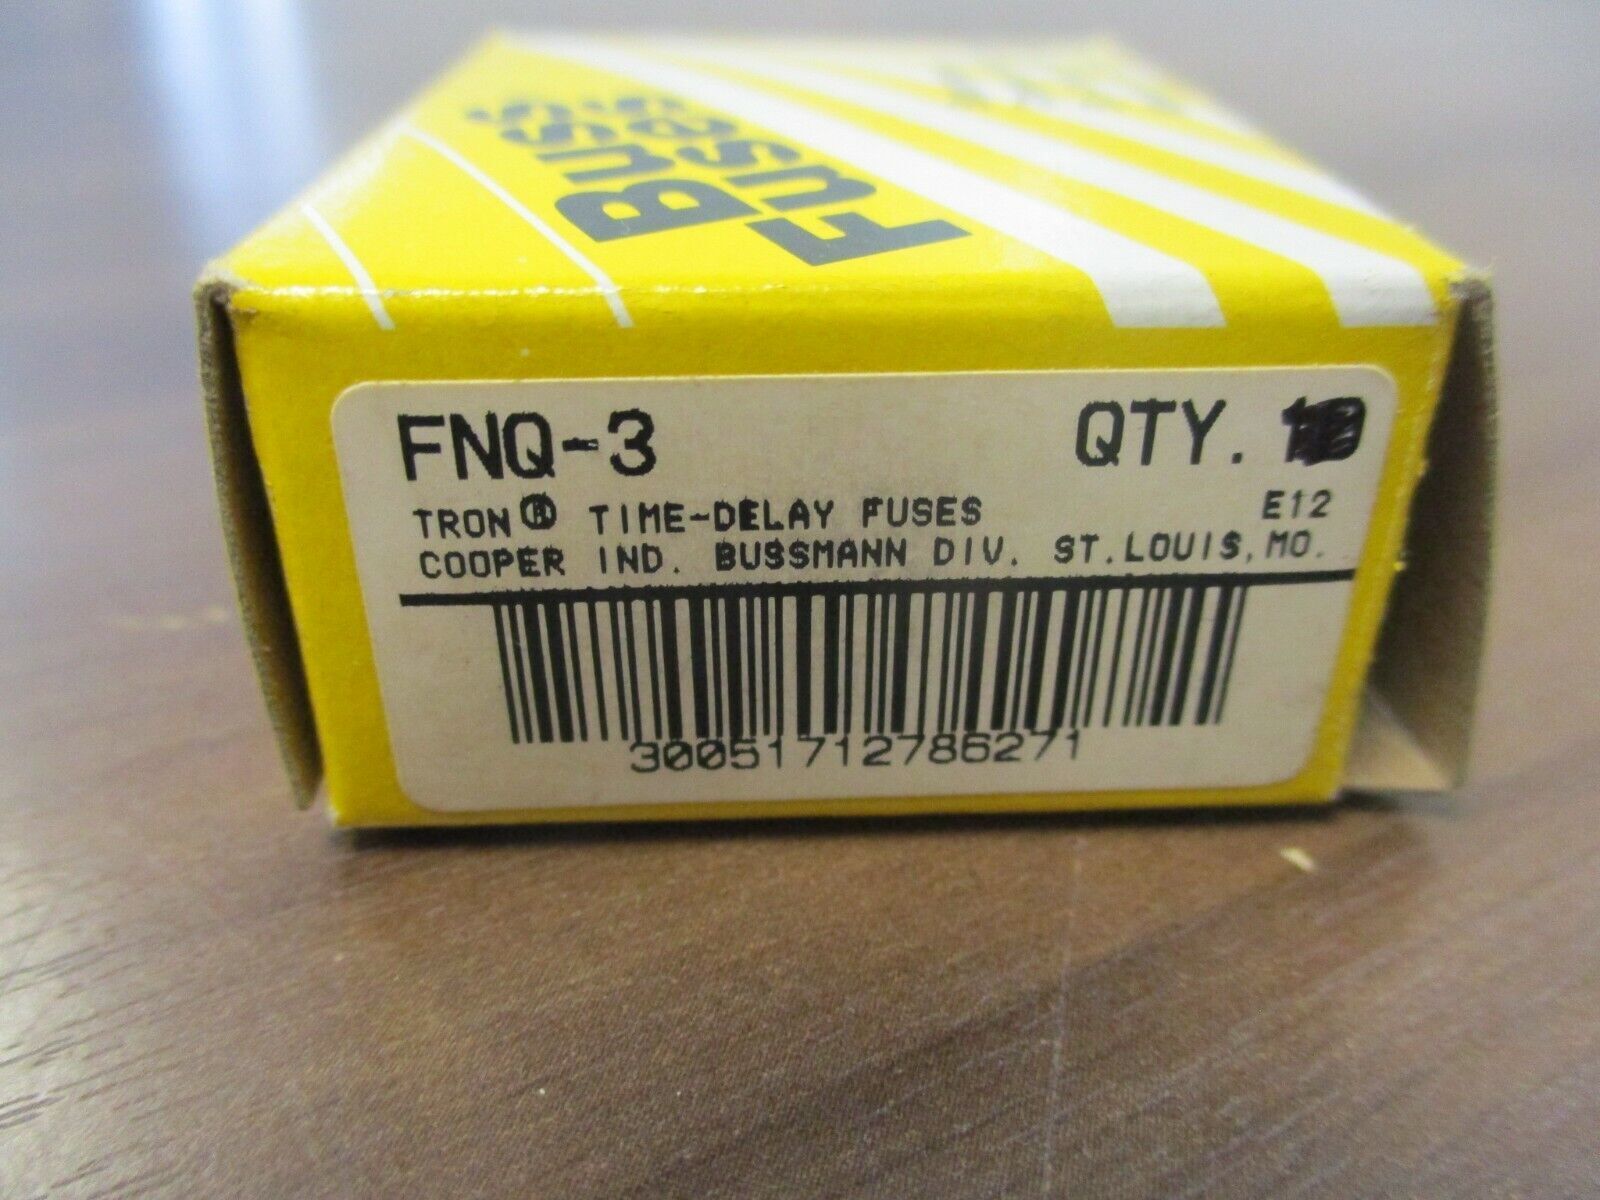 Buss
Fuses
FNQ-3 QTY.
TRON® TIME-DELAY FUSES E12
COOPER IND. BUSSMANN DIV. ST.LOUIS,MO.
30051712786271